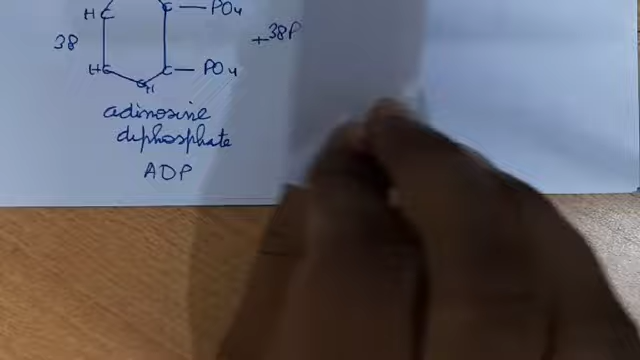 H C C — PO4
38 + 38P
H C C — PO4
C H
adinosine
diphosphate
ADP